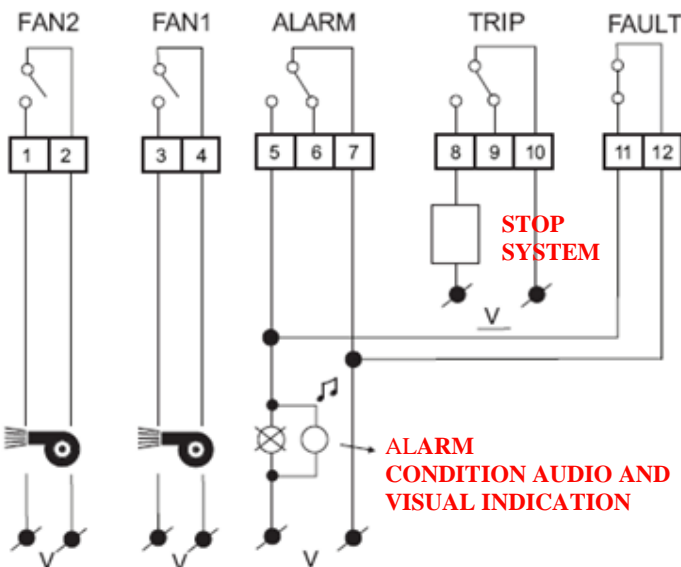 FAN2 FAN1 ALARM TRIP FAULT
1 2 3 4 5 6 7 8 9 10 11 12
STOP
SYSTEM
V
ALARM
CONDITION AUDIO AND
VISUAL INDICATION
V V V